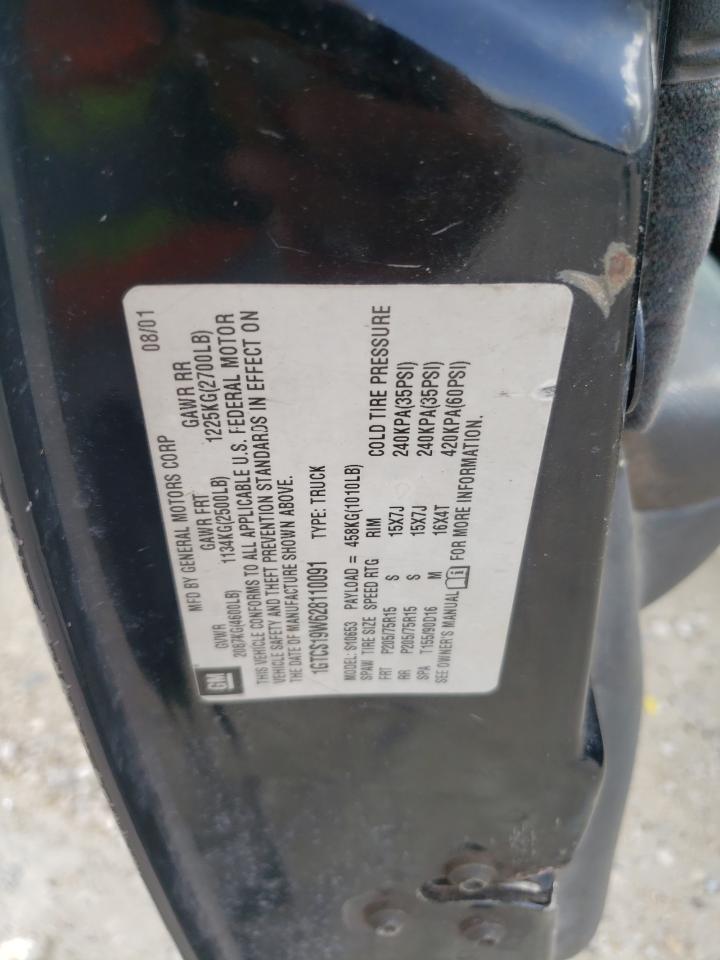 GM MFD BY GENERAL MOTORS CORP 08/01
GVWR GAWR FRT GAWR RR
2087KG(4600LB) 1134KG(2500LB) 1225KG(2700LB)
THIS VEHICLE CONFORMS TO ALL APPLICABLE U.S. FEDERAL MOTOR
VEHICLE SAFETY AND THEFT PREVENTION STANDARDS IN EFFECT ON
THE DATE OF MANUFACTURE SHOWN ABOVE.
1GTCS19W628110091 TYPE: TRUCK
MODEL: S10653 PAYLOAD = 458KG(1010LB)
SPAW TIRE SIZE SPEED RTG RIM COLD TIRE PRESSURE
FRT P205/75R15 S 15X7J 240KPA(35PSI)
RR P205/75R15 S 15X7J 240KPA(35PSI)
SPA T155/90D16 M 16X4T 420KPA(60PSI)
SEE OWNER'S MANUAL FOR MORE INFORMATION.